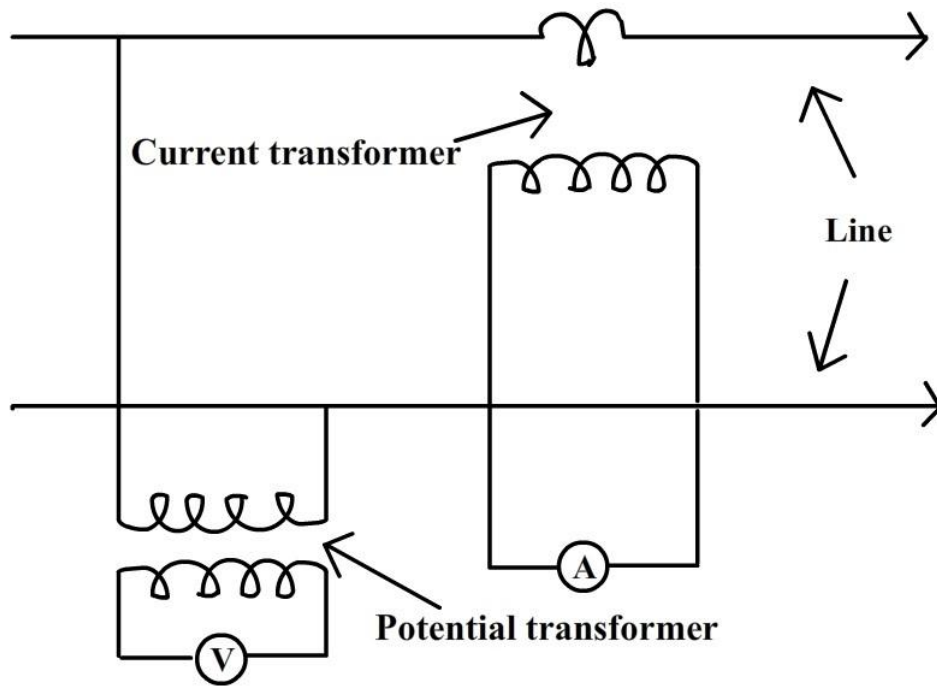 Current transformer
Line
A
Potential transformer
V